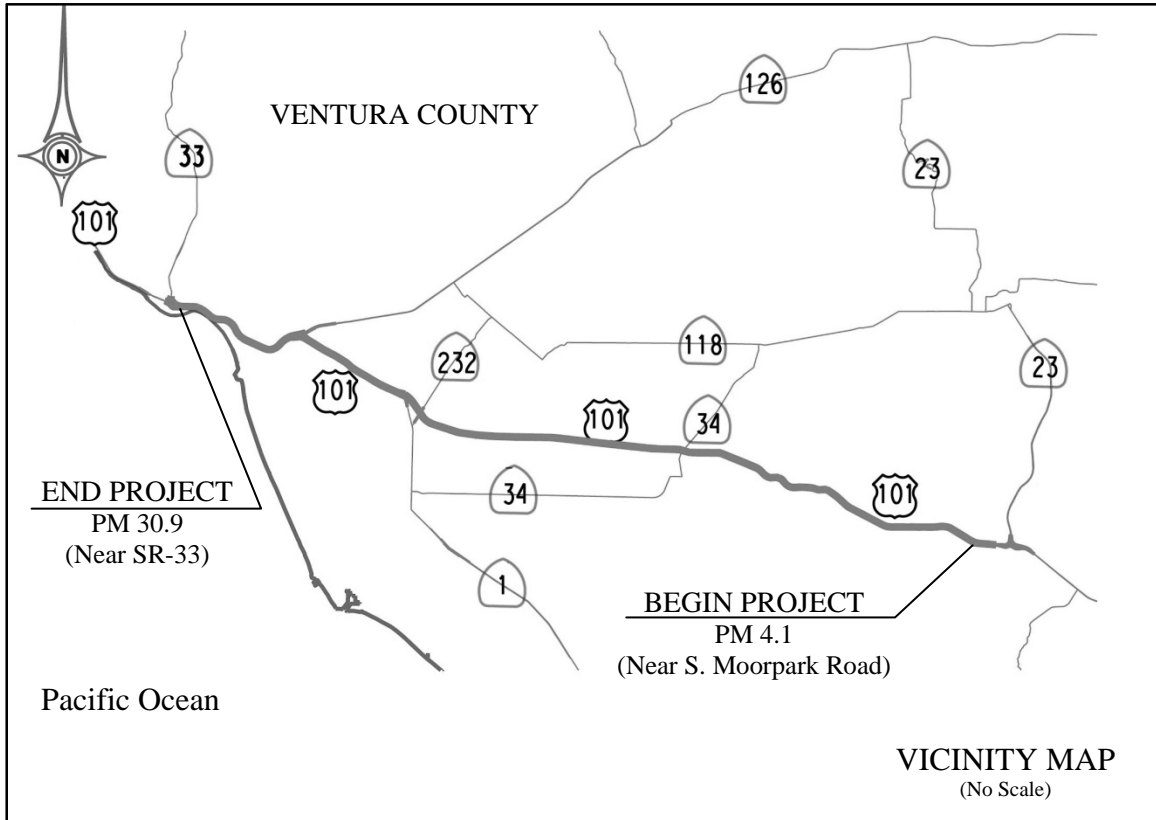 VENTURA COUNTY
126
33
23
N
101
118
232
23
101
101
34
34
101
END PROJECT
PM 30.9
(Near SR-33)
1
BEGIN PROJECT
PM 4.1
(Near S. Moorpark Road)
Pacific Ocean
VICINITY MAP
(No Scale)